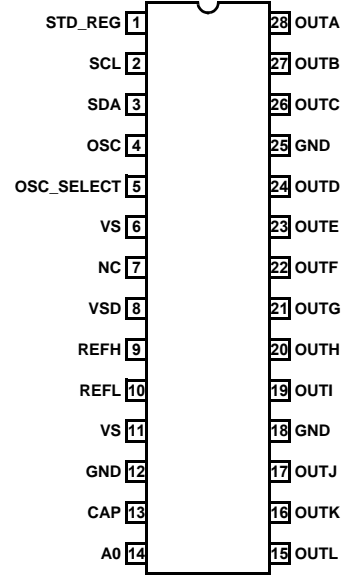 STD_REG 1 28 OUTA
SCL 2 27 OUTB
SDA 3 26 OUTC
OSC 4 25 GND
OSC_SELECT 5 24 OUTD
VS 6 23 OUTE
NC 7 22 OUTF
VSD 8 21 OUTG
REFH 9 20 OUTH
REFL 10 19 OUTI
VS 11 18 GND
GND 12 17 OUTJ
CAP 13 16 OUTK
A0 14 15 OUTL